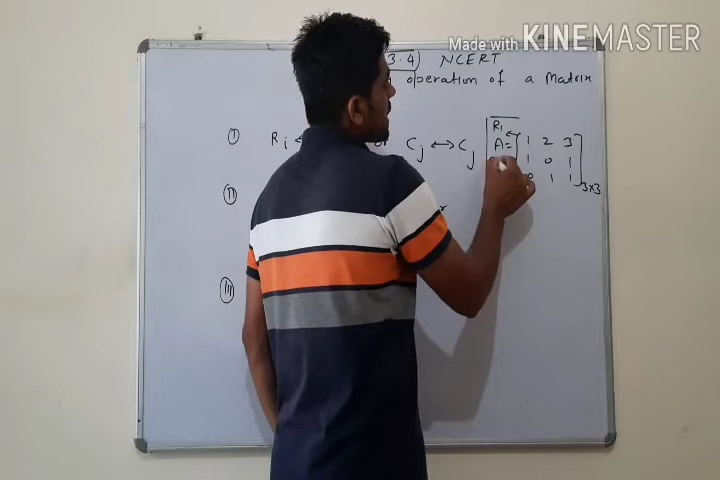 Made with KINEMASTER
3.4) NCERT
operation of a Matrix
(I) Ri Cj ↔ Cj
R1
A = [1 2 3
1 0 1
0 1 1] 3×3
(II)
(III)